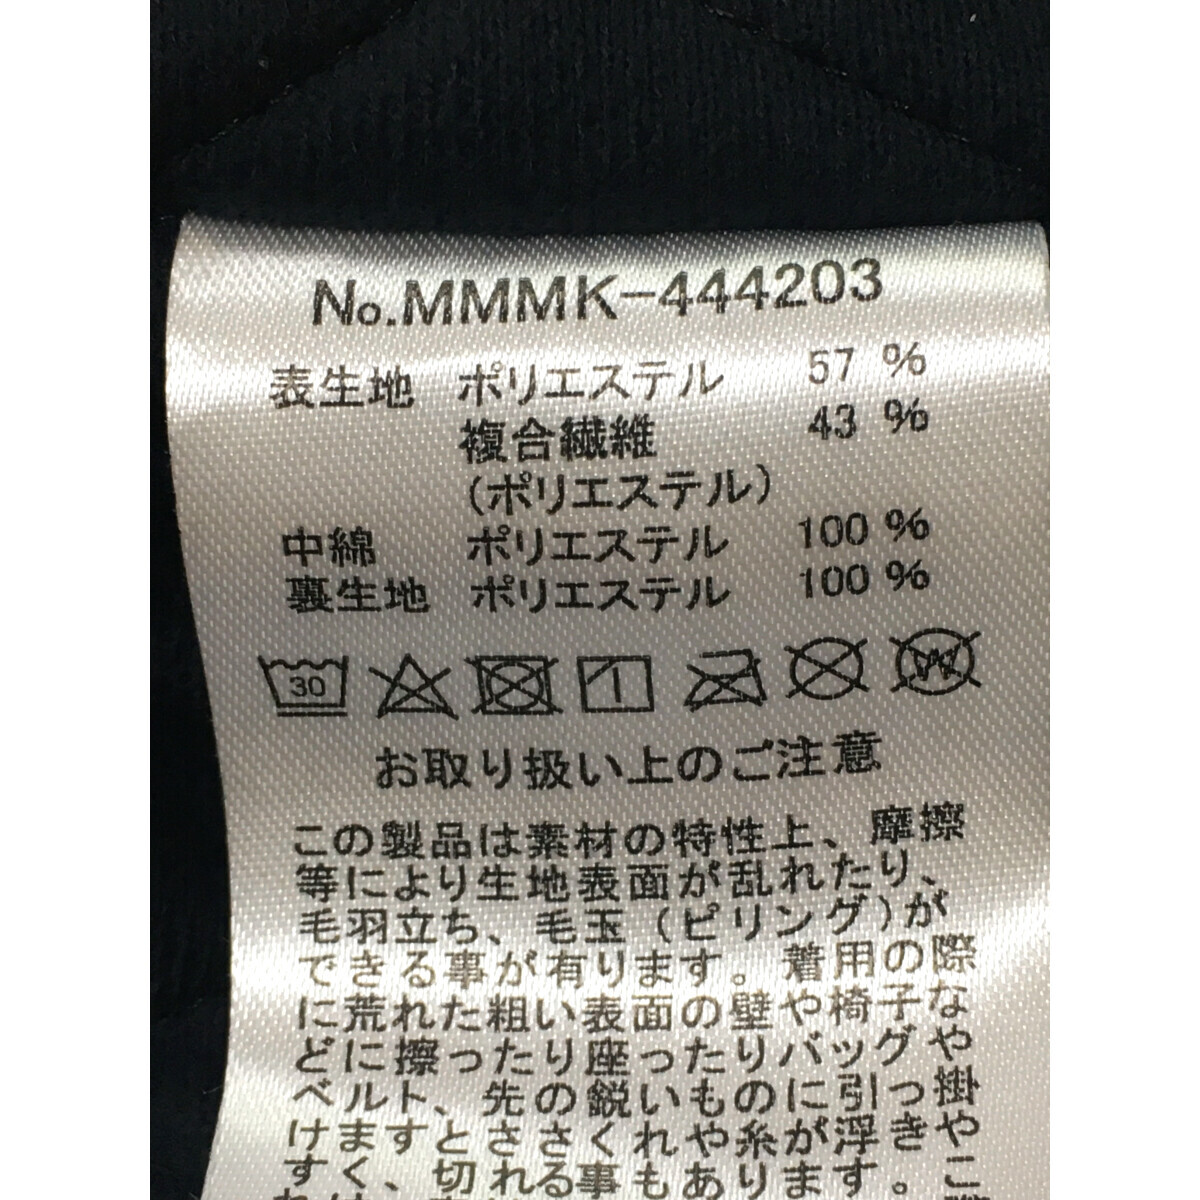 No.MMMK-444203
表生地 ポリエステル 57 %
複合繊維 43 %
(ポリエステル)
中綿 ポリエステル 100 %
裏生地 ポリエステル 100 %
30
W
お取り扱い上のご注意
この製品は素材の特性上、摩擦
等により生地表面が乱れたり、
毛羽立ち、毛玉(ピリング)が
できる事が有ります。着用の際
に荒れた粗い表面の壁や椅子な
どに擦ったり座ったりバッグや
ベルト、先の鋭いものに引っ掛
けますとささくれや糸が浮きや
すく、切れる事もあります。こ